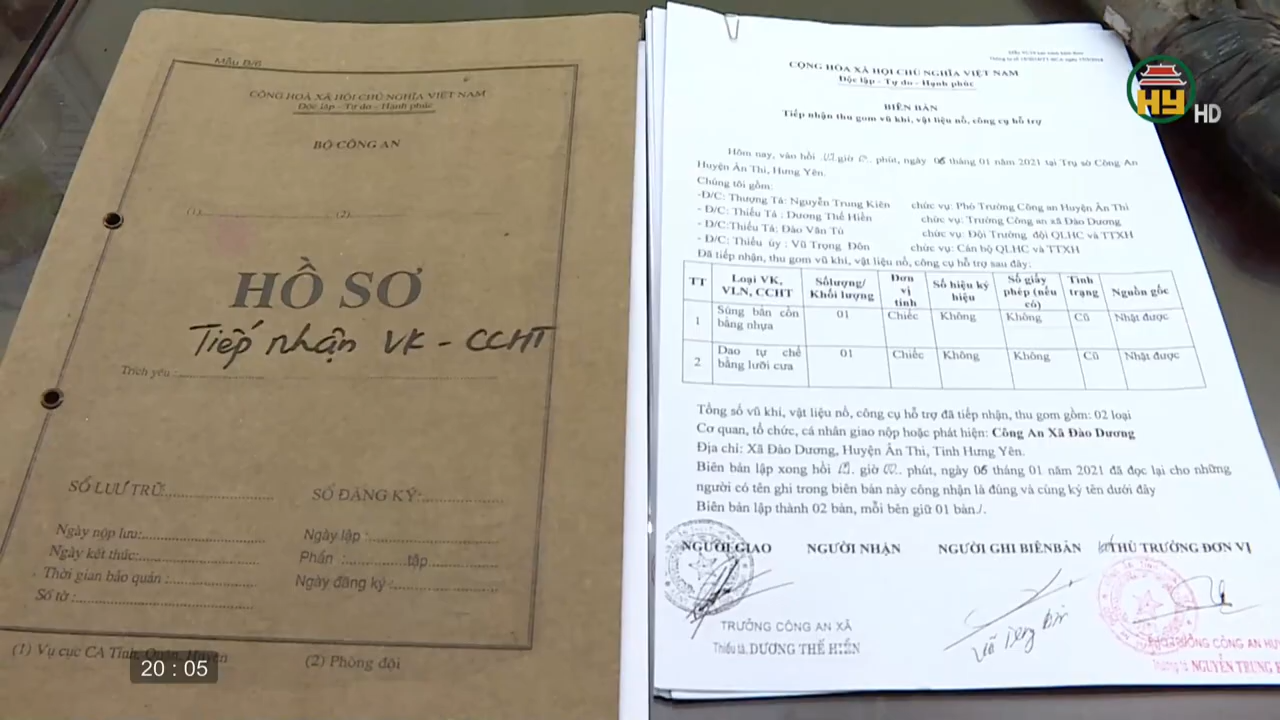 Mẫu Đ/6
CỘNG HOÀ XÃ HỘI CHỦ NGHĨA VIỆT NAM
Độc lập - Tự do - Hạnh phúc
BỘ CÔNG AN
(1)
(2)
HỒ SƠ
Tiếp nhận VK - CCHT
Trích yếu :
SỐ LƯU TRỮ:
SỐ ĐĂNG KÝ:
Ngày nộp lưu:
Ngày lập :
Ngày kết thúc:
Phần : tập
Thời gian bảo quản :
Ngày đăng ký :
Số tờ :
(1) Vụ cục CA Tỉnh, Quận, Huyện
(2) Phòng đội
20 : 05
CỘNG HÒA XÃ HỘI CHỦ NGHĨA VIỆT NAM
Độc lập - Tự do - Hạnh phúc
BIÊN BẢN
Tiếp nhận thu gom vũ khí, vật liệu nổ, công cụ hỗ trợ
Hôm nay, vào hồi giờ phút, ngày 06 tháng 01 năm 2021 tại Trụ sở Công An
Huyện Ân Thi, Hưng Yên.
Chúng tôi gồm:
-Đ/C: Thượng Tá: Nguyễn Trung Kiên chức vụ: Phó Trưởng Công an Huyện Ân Thi
- Đ/C: Thiếu Tá : Dương Thế Hiển chức vụ: Trưởng Công an xã Đào Dương
- Đ/C:Thiếu Tá: Đào Văn Tú chức vụ: Đội Trưởng đội QLHC và TTXH
- Đ/C: Thiếu úy : Vũ Trọng Đôn chức vụ: Cán bộ QLHC và TTXH
Đã tiếp nhận, thu gom vũ khí, vật liệu nổ, công cụ hỗ trợ sau đây:
TT Loại VK, VLN, CCHT Số lượng/ Khối lượng Đơn vị tính Số hiệu ký hiệu Số giấy phép (nếu có) Tình trạng Nguồn gốc
1 Súng bắn cồn bằng nhựa 01 Chiếc Không Không Cũ Nhặt được
2 Dao tự chế bằng lưỡi cưa 01 Chiếc Không Không Cũ Nhặt được
Tổng số vũ khí, vật liệu nổ, công cụ hỗ trợ đã tiếp nhận, thu gom gồm: 02 loại
Cơ quan, tổ chức, cá nhân giao nộp hoặc phát hiện: Công An Xã Đào Dương
Địa chỉ: Xã Đào Dương, Huyện Ân Thi, Tỉnh Hưng Yên.
Biên bản lập xong hồi giờ phút, ngày 06 tháng 01 năm 2021 đã đọc lại cho những
người có tên ghi trong biên bản này công nhận là đúng và cùng ký tên dưới đây
Biên bản lập thành 02 bản, mỗi bên giữ 01 bản./.
NGƯỜI GIAO NGƯỜI NHẬN NGƯỜI GHI BIÊN BẢN THỦ TRƯỞNG ĐƠN VỊ
TRƯỞNG CÔNG AN XÃ
Thiếu tá, DƯƠNG THẾ HIỂN
TRƯỞNG CÔNG AN
Thượng tá NGUYỄN TRUNG
HY HD